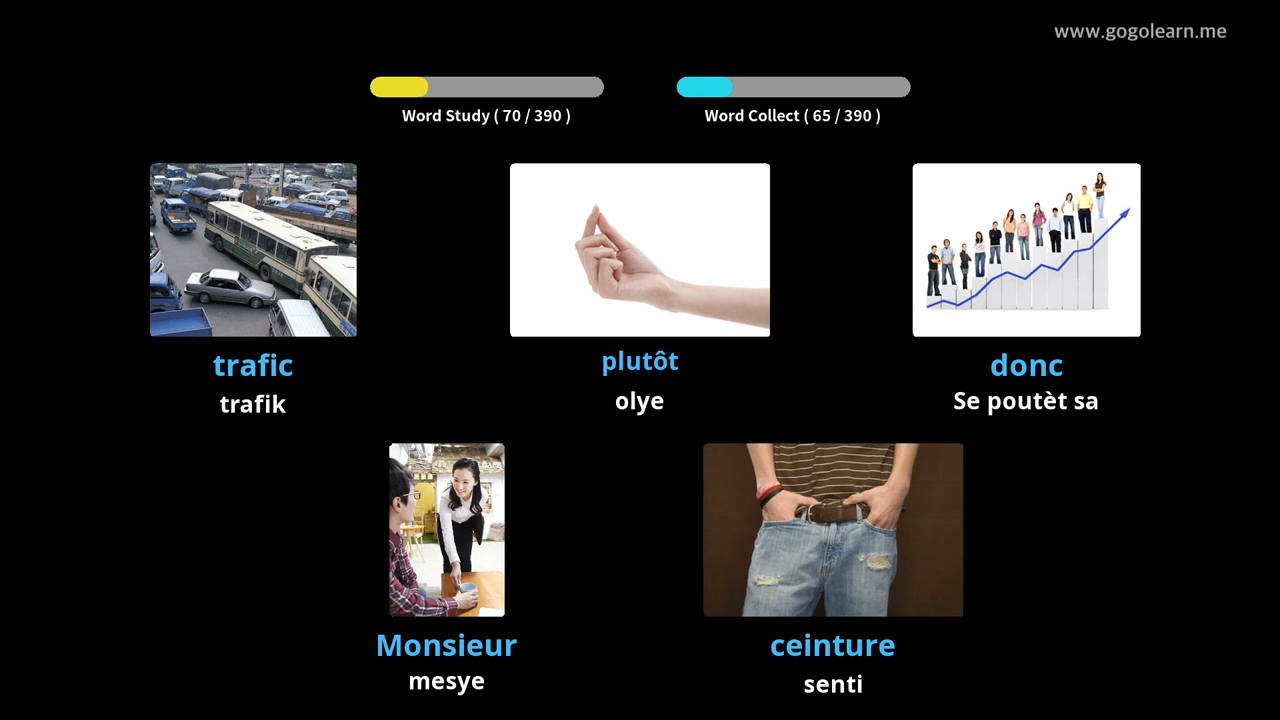 www.gogolearn.me
Word Study ( 70 / 390 )
Word Collect ( 65 / 390 )
trafic
trafik
plutôt
olye
donc
Se poutèt sa
Monsieur
mesye
ceinture
senti